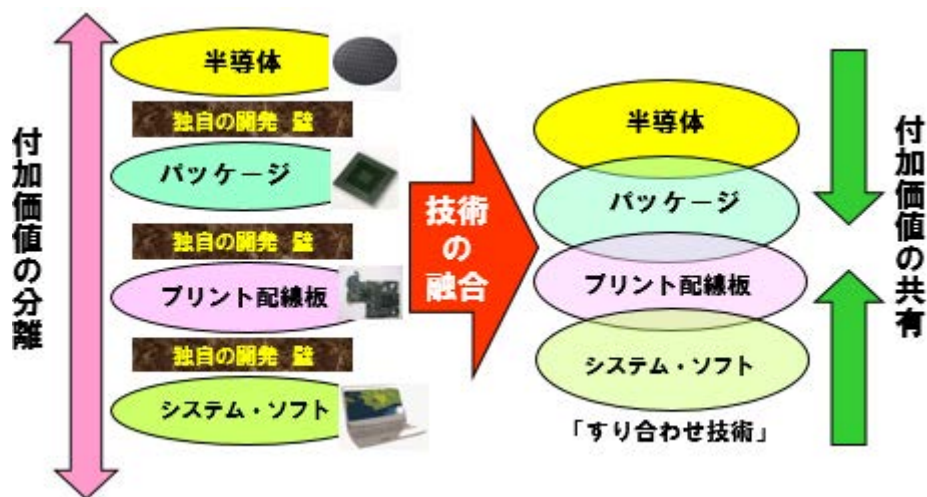 付加価値の分離
半導体
独自の開発 壁
パッケージ
独自の開発 壁
プリント配線板
独自の開発 壁
システム・ソフト
技術
の
融合
半導体
パッケージ
プリント配線板
システム・ソフト
「すり合わせ技術」
付加価値の共有